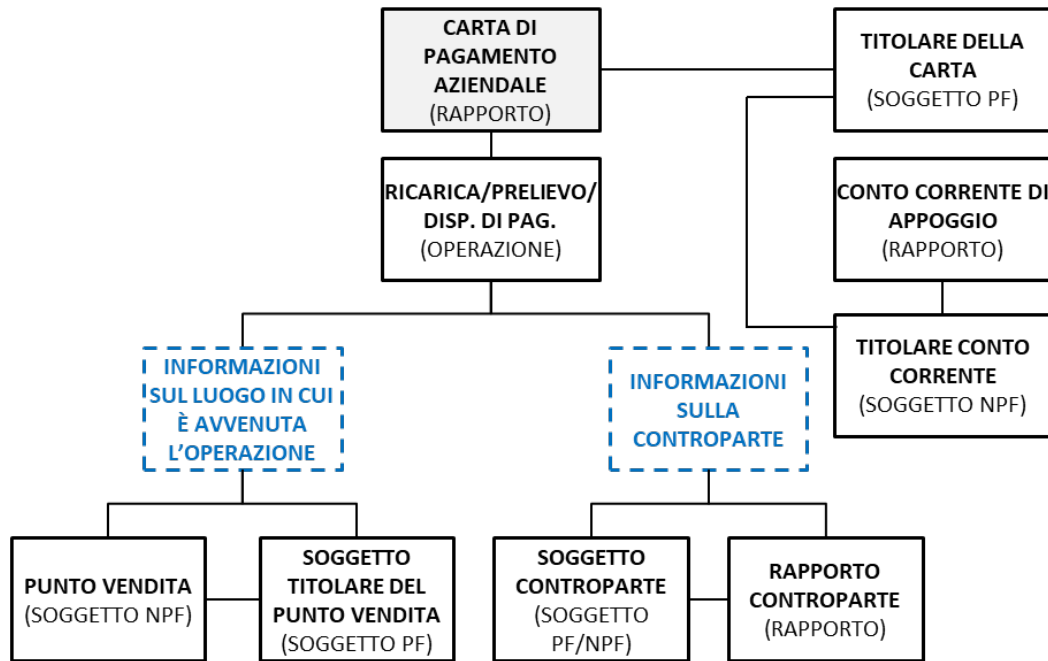 CARTA DI
PAGAMENTO
AZIENDALE
(RAPPORTO)
TITOLARE DELLA
CARTA
(SOGGETTO PF)
RICARICA/PRELIEVO/
DISP. DI PAG.
(OPERAZIONE)
CONTO CORRENTE DI
APPOGGIO
(RAPPORTO)
TITOLARE CONTO
CORRENTE
(SOGGETTO NPF)
INFORMAZIONI
SUL LUOGO IN CUI
È AVVENUTA
L’OPERAZIONE
INFORMAZIONI
SULLA
CONTROPARTE
PUNTO VENDITA
(SOGGETTO NPF)
SOGGETTO
TITOLARE DEL
PUNTO VENDITA
(SOGGETTO PF)
SOGGETTO
CONTROPARTE
(SOGGETTO
PF/NPF)
RAPPORTO
CONTROPARTE
(RAPPORTO)